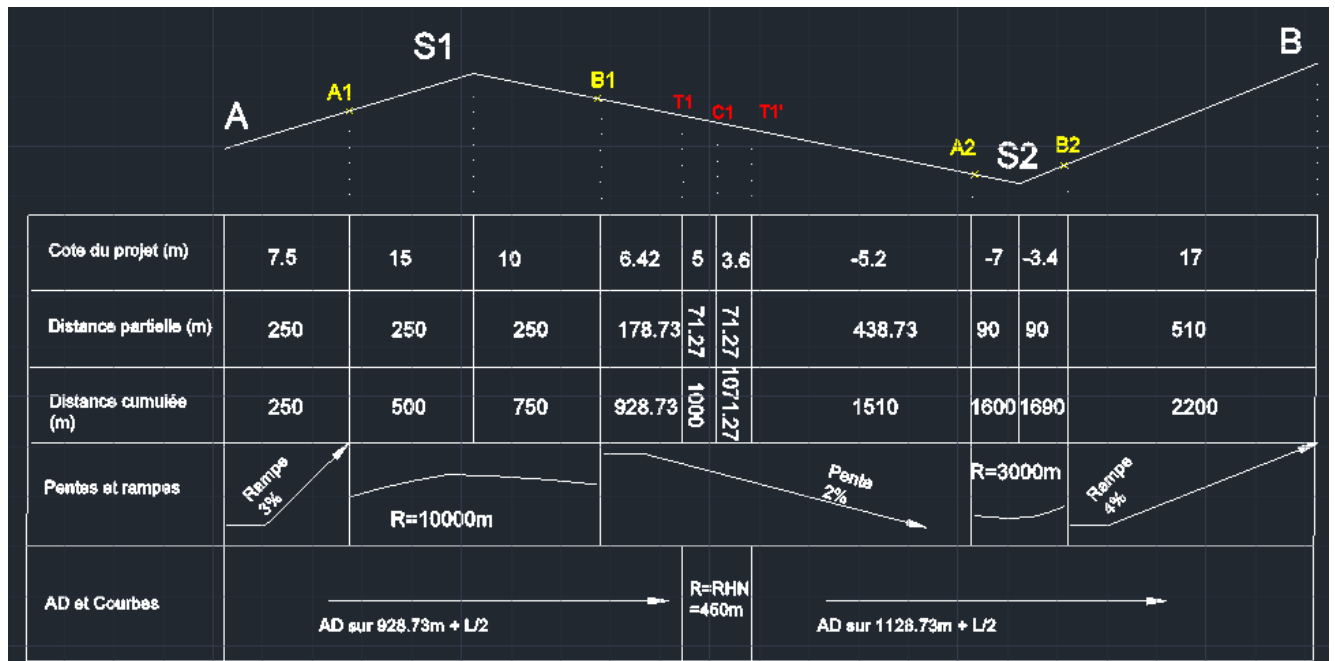 S1
B
A1
B1
A
T1
C1
T1'
A2
S2
B2
Cote du projet (m)
7.5
15
10
6.42
5
3.6
-5.2
-7
-3.4
17
Distance partielle (m)
250
250
250
178.73
71.27
71.27
438.73
90
90
510
Distance cumulée
(m)
250
500
750
928.73
1000
1071.27
1510
1600
1690
2200
Pentes et rampes
Rampe
3%
R=10000m
Pente
2%
R=3000m
Rampe
4%
AD et Courbes
AD sur 928.73m + L/2
R=RHN
=450m
AD sur 1128.73m + L/2